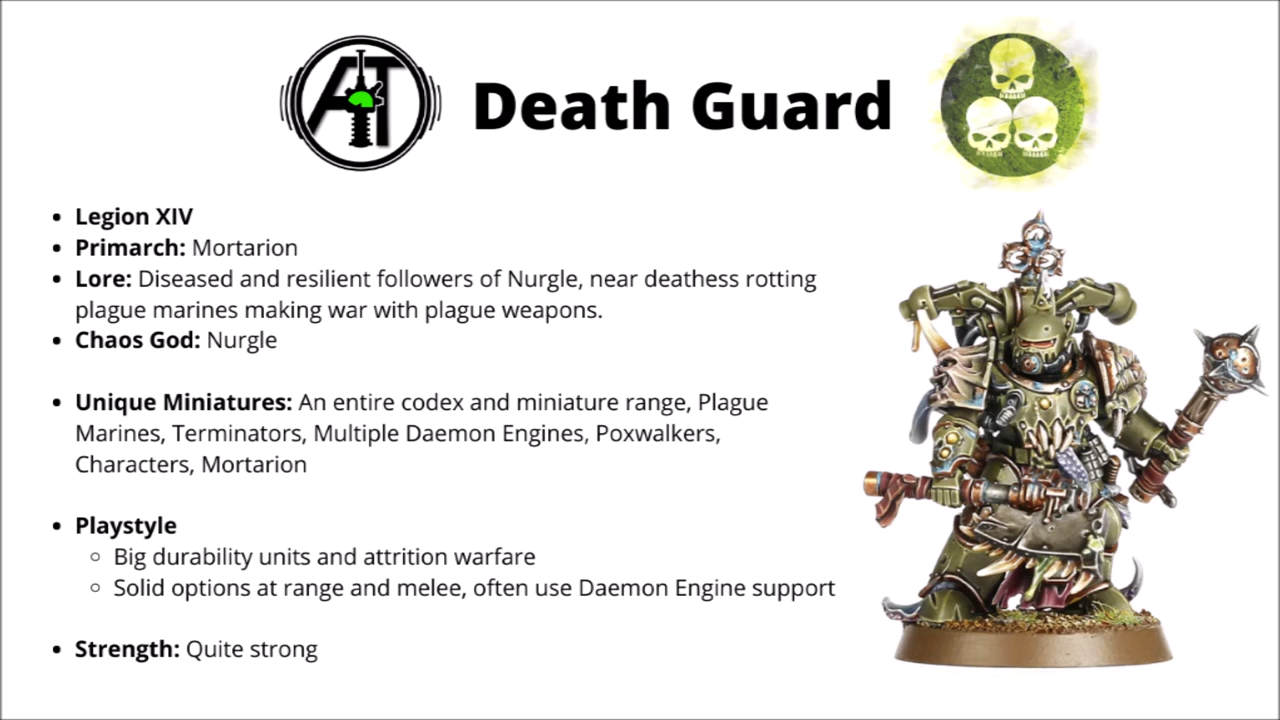 AT
Death Guard
• Legion XIV
• Primarch: Mortarion
• Lore: Diseased and resilient followers of Nurgle, near deathess rotting
plague marines making war with plague weapons.
• Chaos God: Nurgle
• Unique Miniatures: An entire codex and miniature range, Plague
Marines, Terminators, Multiple Daemon Engines, Poxwalkers,
Characters, Mortarion
• Playstyle
○ Big durability units and attrition warfare
○ Solid options at range and melee, often use Daemon Engine support
• Strength: Quite strong